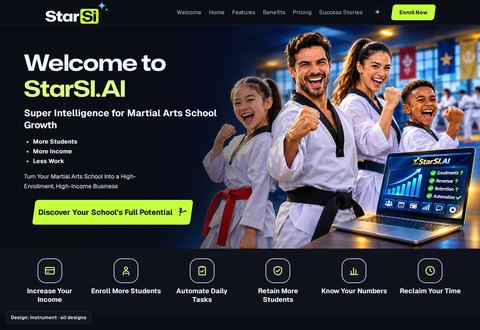 StarSi
Welcome
Home
Features
Benefits
Pricing
Success Stories
Enroll Now
Welcome to
StarSI.AI
Super Intelligence for Martial Arts School
Growth
• More Students
• More Income
• Less Work
Turn Your Martial Arts School Into a High-
Enrollment, High-Income Business
Discover Your School's Full Potential
StarSI.AI
Enrollments
Revenue
Retention
Automation
Increase Your
Income
Enroll More Students
Automate Daily
Tasks
Retain More
Students
Know Your Numbers
Reclaim Your Time
Design: Instrument · all designs